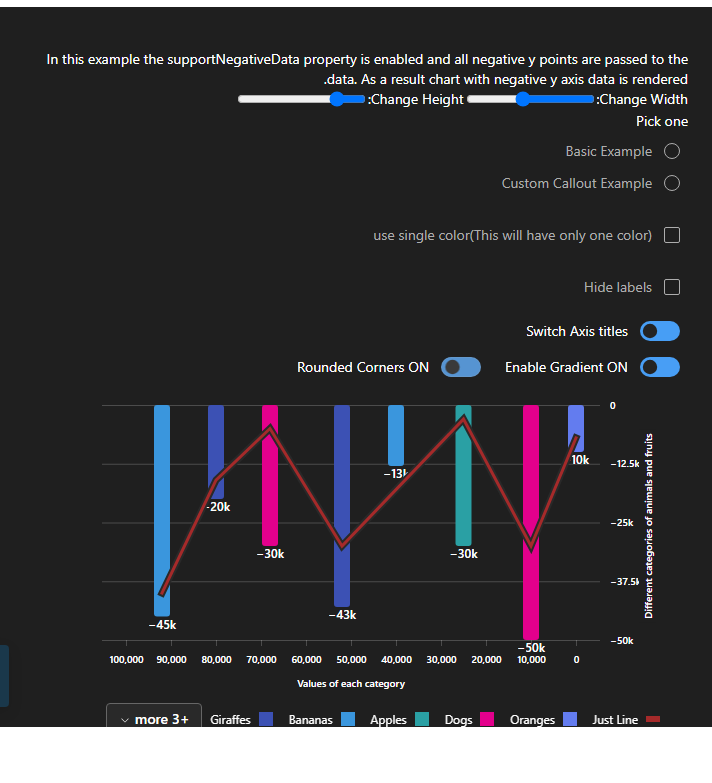 In this example the supportNegativeData property is enabled and all negative y points are passed to the
.data. As a result chart with negative y axis data is rendered
:Change Height :Change Width
Pick one
Basic Example
Custom Callout Example
use single color(This will have only one color)
Hide labels
Switch Axis titles
Rounded Corners ON Enable Gradient ON
0
10k
−12.5k
−13k
-20k
−25k
−30k
−30k
−37.5k
−43k
−45k
−50k
−50k
Different categories of animals and fruits
100,000 90,000 80,000 70,000 60,000 50,000 40,000 30,000 20,000 10,000 0
Values of each category
more 3+ Giraffes Bananas Apples Dogs Oranges Just Line